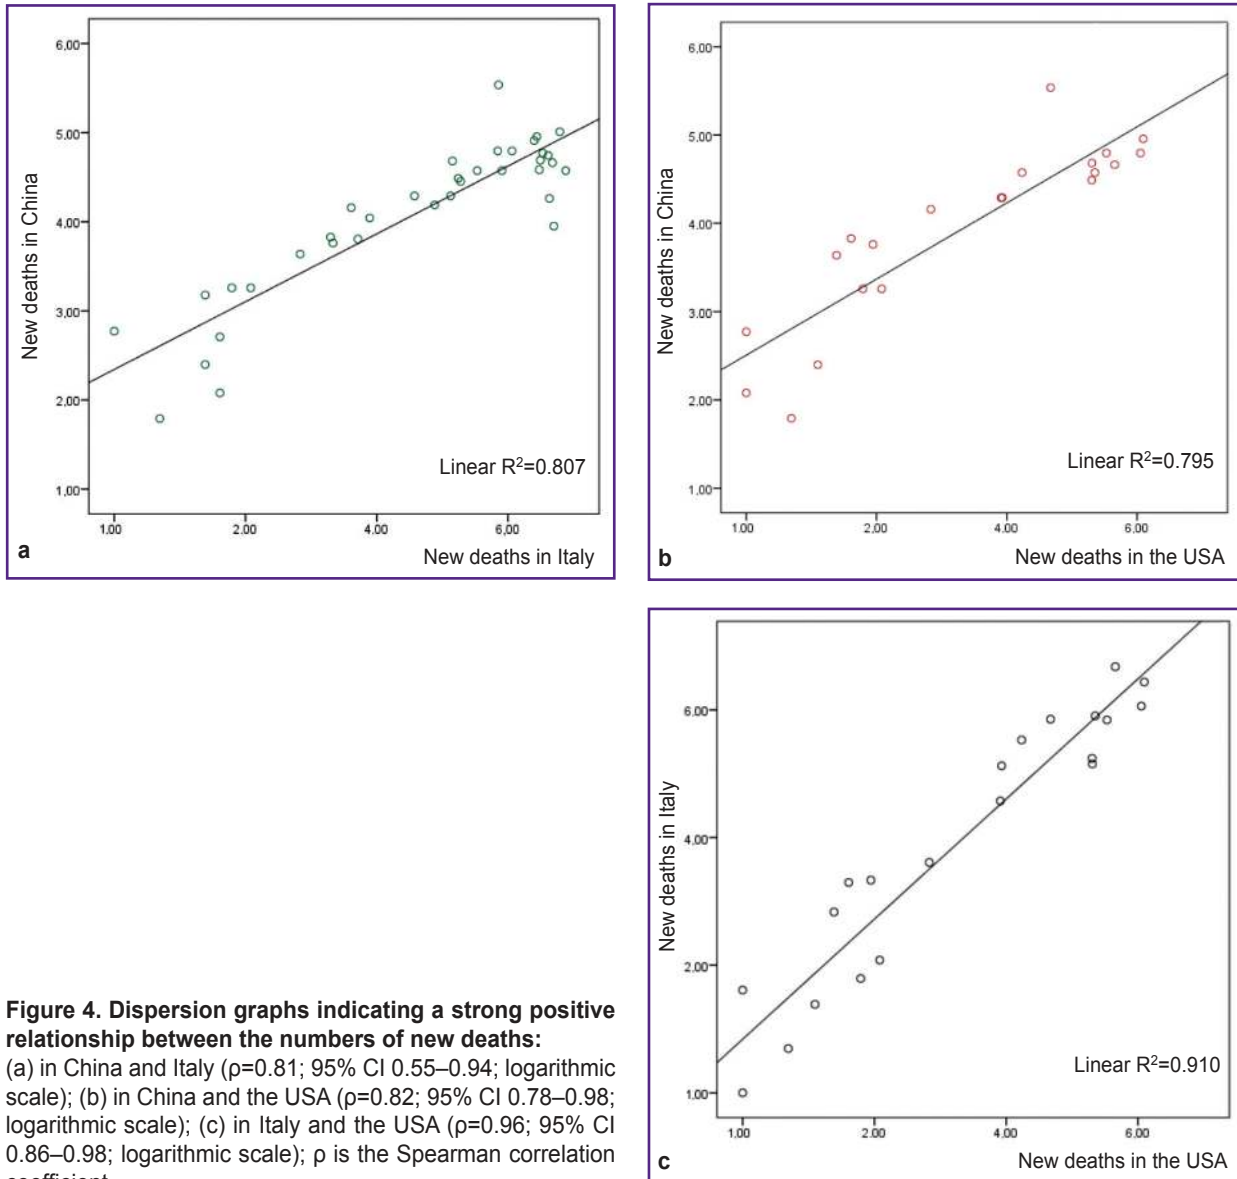 6,00
5,00
4,00
3,00
2,00
1,00
New deaths in China
Linear R²=0.807
1,00 2,00 4,00 6,00
a New deaths in Italy
6,00
5,00
4,00
3,00
2,00
1,00
New deaths in China
Linear R²=0.795
1,00 2,00 4,00 6,00
b New deaths in the USA
6,00
4,00
2,00
1,00
New deaths in Italy
Linear R²=0.910
1,00 2,00 4,00 6,00
c New deaths in the USA
Figure 4. Dispersion graphs indicating a strong positive
relationship between the numbers of new deaths:
(a) in China and Italy (ρ=0.81; 95% CI 0.55–0.94; logarithmic
scale); (b) in China and the USA (ρ=0.82; 95% CI 0.78–0.98;
logarithmic scale); (c) in Italy and the USA (ρ=0.96; 95% CI
0.86–0.98; logarithmic scale); ρ is the Spearman correlation